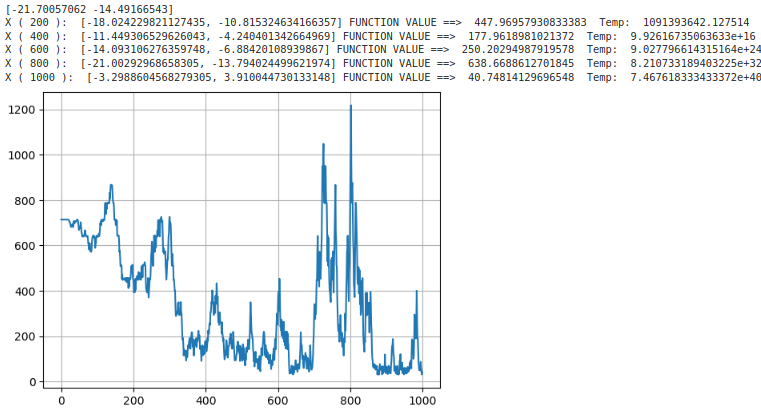 [-21.70057062 -14.49166543]
X ( 200 ):  [-18.024229821127435, -10.815324634166357] FUNCTION VALUE ==>  447.96957930833383  Temp:  1091393642.127514
X ( 400 ):  [-11.449306529626043, -4.240401342664969] FUNCTION VALUE ==>  177.9618981021372  Temp:  9.92616735063633e+16
X ( 600 ):  [-14.093106276359748, -6.88420108939867] FUNCTION VALUE ==>  250.20294987919578  Temp:  9.027796614315164e+24
X ( 800 ):  [-21.00292968658305, -13.794024499621974] FUNCTION VALUE ==>  638.6688612701845  Temp:  8.210733189403225e+32
X ( 1000 ):  [-3.2988604568279305, 3.910044730133148] FUNCTION VALUE ==>  40.74814129696548  Temp:  7.467618333433372e+40
1200
1000
800
600
400
200
0
0 200 400 600 800 1000